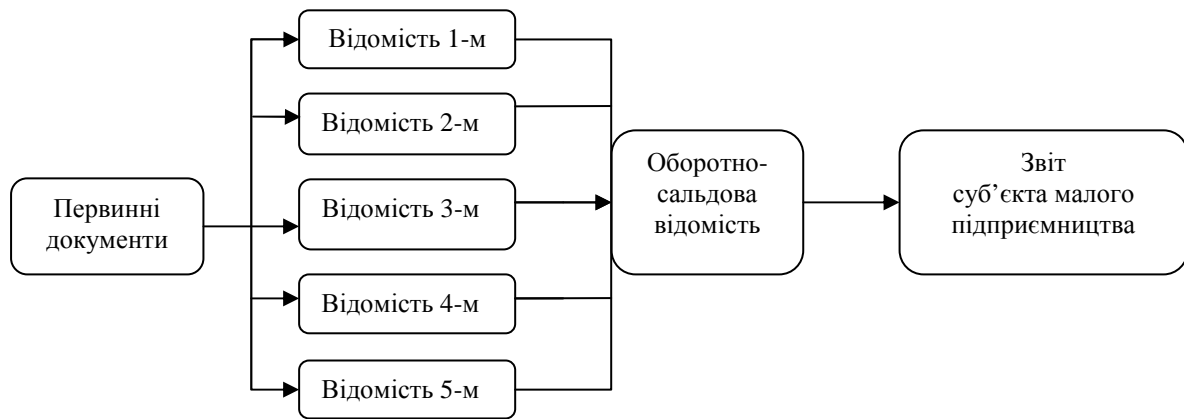 Первинні
документи
Відомість 1-м
Відомість 2-м
Відомість 3-м
Відомість 4-м
Відомість 5-м
Оборотно-
сальдова
відомість
Звіт
суб’єкта малого
підприємництва